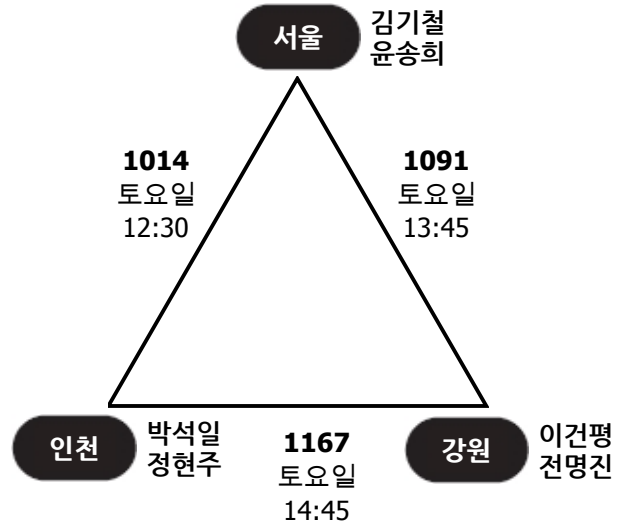 서울
김기철
윤송희
1014
토요일
12:30
1091
토요일
13:45
인천
박석일
정현주
1167
토요일
14:45
강원
이건평
전명진